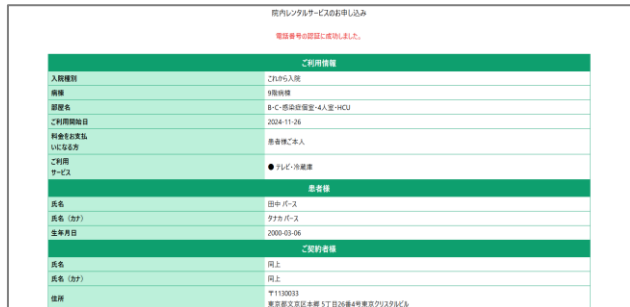 院内レンタルサービスのお申し込み
電話番号の認証に成功しました。
ご利用情報
入院種別 これから入院
病棟 9階病棟
部屋名 B-C-感染症個室-4人室-HCU
ご利用開始日 2024-11-26
料金をお支払
いになる方 患者様ご本人
ご利用
サービス ● テレビ・冷蔵庫
患者様
氏名 田中 パース
氏名（カナ） タナカ パース
生年月日 2000-03-06
ご契約者様
氏名 同上
氏名（カナ） 同上
住所 〒1130033
東京都文京区本郷 5丁目26番4号東京クリスタルビル